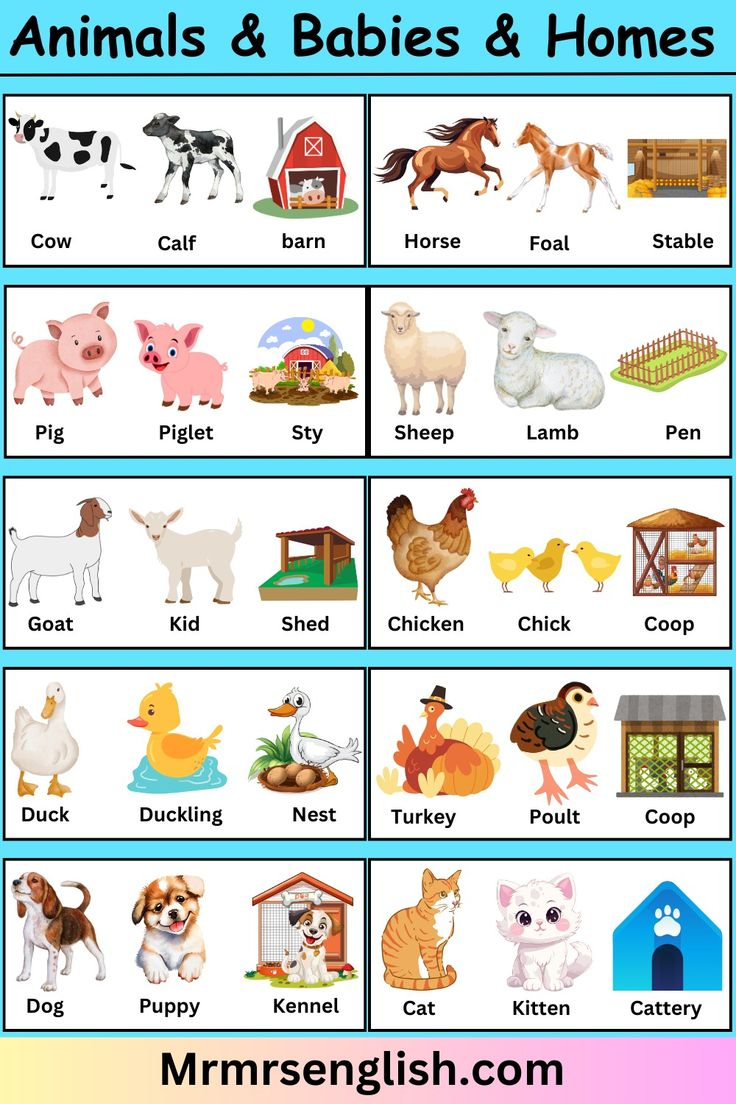 Animals & Babies & Homes
Cow Calf barn
Horse Foal Stable
Pig Piglet Sty
Sheep Lamb Pen
Goat Kid Shed
Chicken Chick Coop
Duck Duckling Nest
Turkey Poult Coop
Dog Puppy Kennel
Cat Kitten Cattery
Mrmrsenglish.com